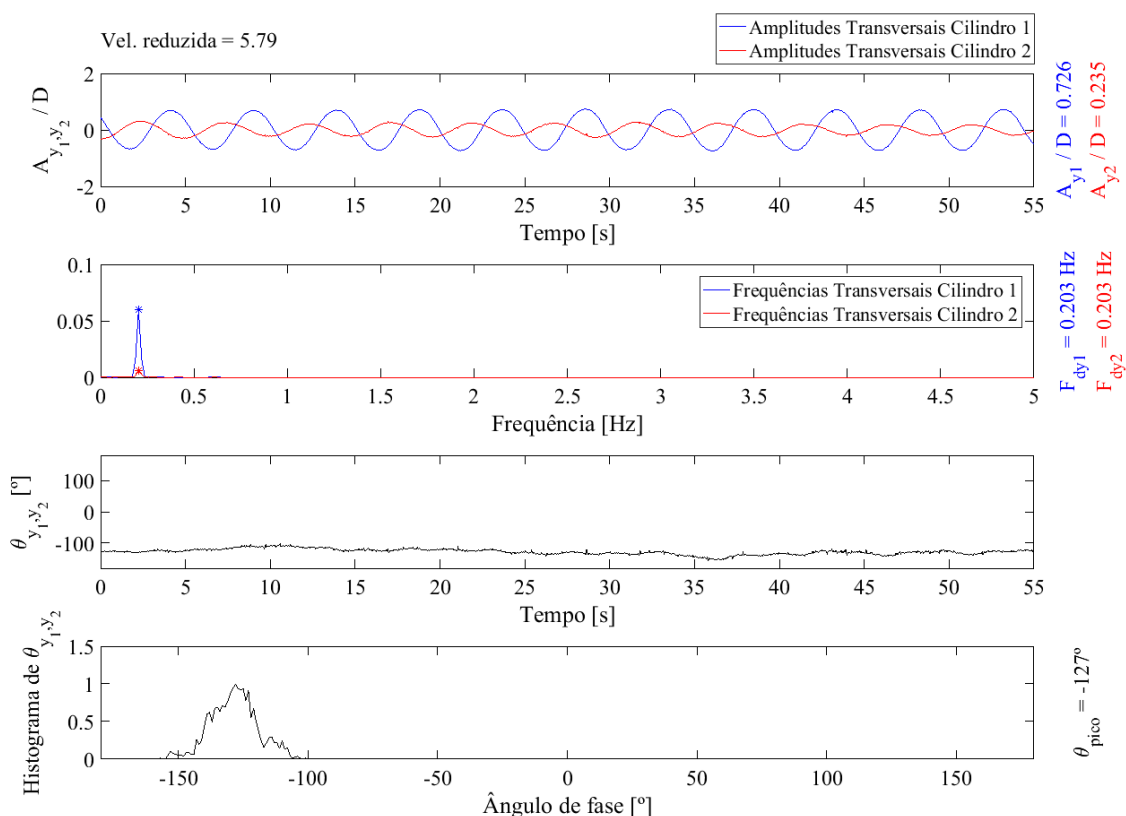 Vel. reduzida = 5.79
Amplitudes Transversais Cilindro 1
Amplitudes Transversais Cilindro 2
A_{y_1,y_2} / D
2
0
-2
0 5 10 15 20 25 30 35 40 45 50 55
Tempo [s]
A_{y1} / D = 0.726
A_{y2} / D = 0.235
Frequências Transversais Cilindro 1
Frequências Transversais Cilindro 2
0.1
0.05
0
0 0.5 1 1.5 2 2.5 3 3.5 4 4.5 5
Frequência [Hz]
F_{dy1} = 0.203 Hz
F_{dy2} = 0.203 Hz
θ_{y_1,y_2} [º]
100
0
-100
0 5 10 15 20 25 30 35 40 45 50 55
Tempo [s]
Histograma de θ_{y_1,y_2}
1.5
1
0.5
0
-150 -100 -50 0 50 100 150
Ângulo de fase [º]
θ_{pico} = -127º